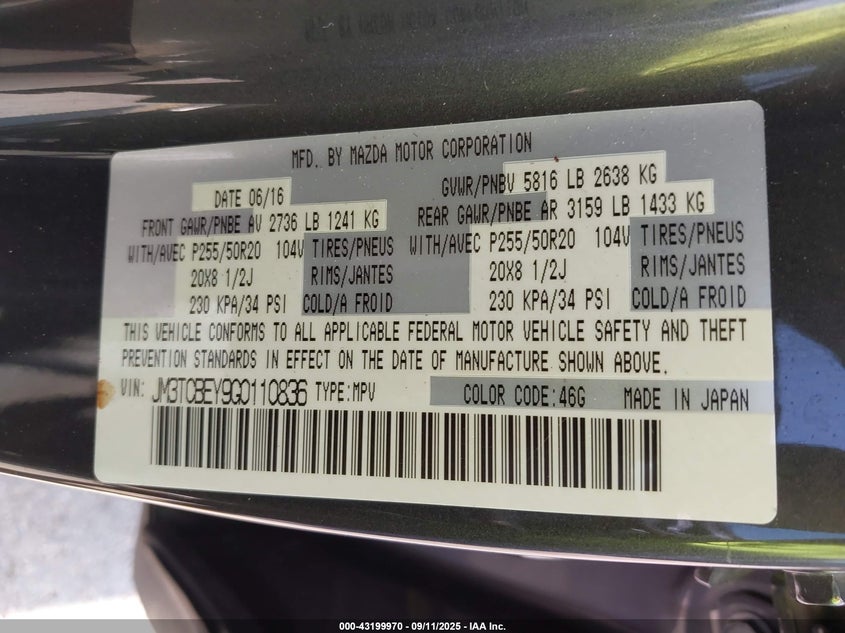 MFD. BY MAZDA MOTOR CORPORATION
DATE 06/16 GVWR/PNBV 5816 LB 2638 KG
FRONT GAWR/PNBE AV 2736 LB 1241 KG REAR GAWR/PNBE AR 3159 LB 1433 KG
WITH/AVEC P255/50R20 104V TIRES/PNEUS WITH/AVEC P255/50R20 104V TIRES/PNEUS
20X8 1/2J RIMS/JANTES 20X8 1/2J RIMS/JANTES
230 KPA/34 PSI COLD/A FROID 230 KPA/34 PSI COLD/A FROID
THIS VEHICLE CONFORMS TO ALL APPLICABLE FEDERAL MOTOR VEHICLE SAFETY AND THEFT
PREVENTION STANDARDS IN EFFECT ON THE DATE OF MANUFACTURE SHOWN ABOVE.
VIN: JM3TCBEY9G0110836 TYPE:MPV COLOR CODE:46G MADE IN JAPAN
000-43199970 - 09/11/2025 - IAA Inc.